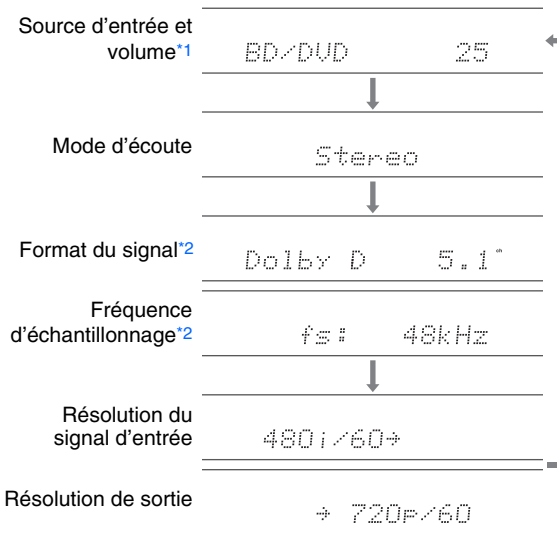 Source d'entrée et
volume*1
BD/DVD 25
Mode d'écoute
Stereo
Format du signal*2
Dolby D 5.1ch
Fréquence
d'échantillonnage*2
fs: 48kHz
Résolution du
signal d'entrée
480i/60→
Résolution de sortie
→ 720p/60